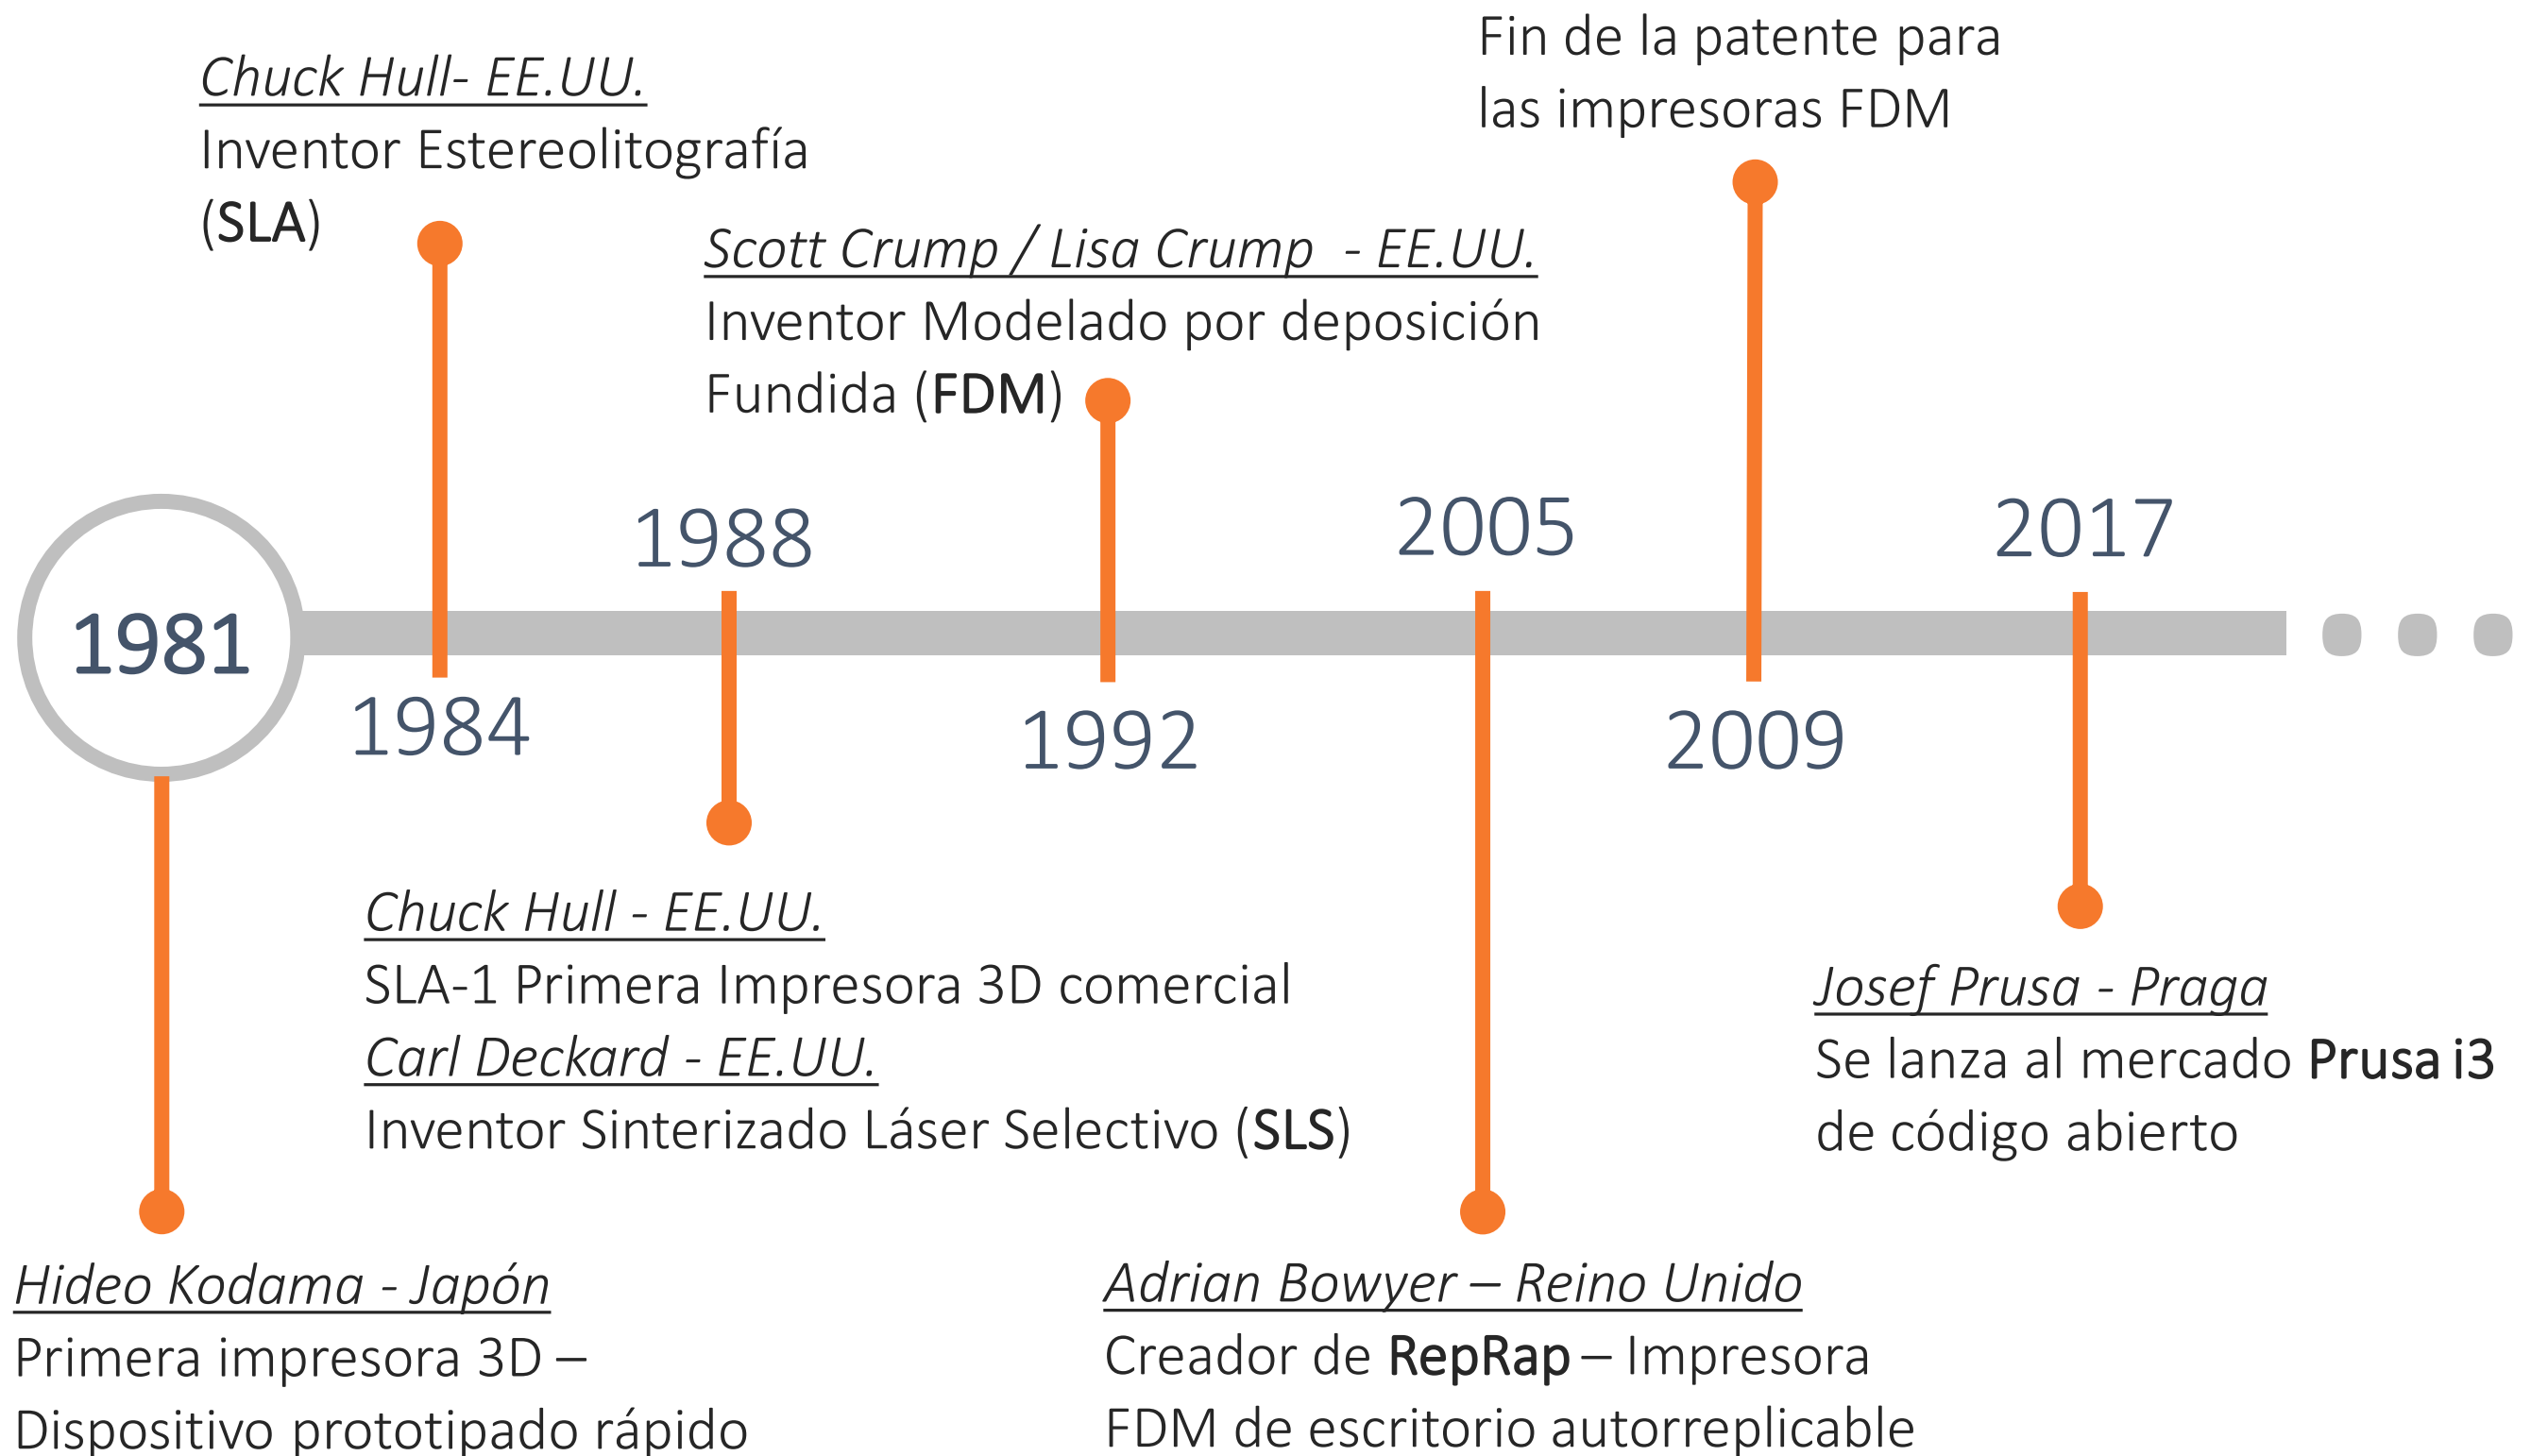 Fin de la patente para
las impresoras FDM
Chuck Hull- EE.UU.
Inventor Estereolitografía
(SLA)
Scott Crump / Lisa Crump - EE.UU.
Inventor Modelado por deposición
Fundida (FDM)
1981
1984
1988
1992
2005
2009
2017
Chuck Hull - EE.UU.
SLA-1 Primera Impresora 3D comercial
Carl Deckard - EE.UU.
Inventor Sinterizado Láser Selectivo (SLS)
Josef Prusa - Praga
Se lanza al mercado Prusa i3
de código abierto
Hideo Kodama - Japón
Primera impresora 3D –
Dispositivo prototipado rápido
Adrian Bowyer – Reino Unido
Creador de RepRap – Impresora
FDM de escritorio autorreplicable